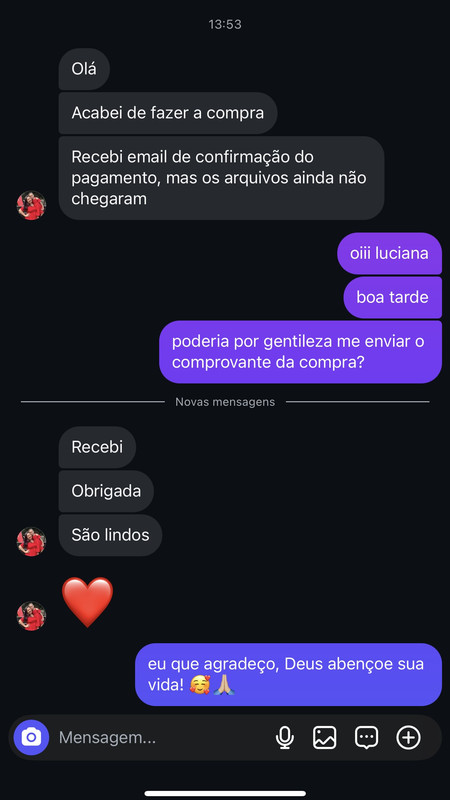 13:53
Olá
Acabei de fazer a compra
Recebi email de confirmação do
pagamento, mas os arquivos ainda não
chegaram
oiii luciana
boa tarde
poderia por gentileza me enviar o
comprovante da compra?
Novas mensagens
Recebi
Obrigada
São lindos
❤️
eu que agradeço, Deus abençoe sua
vida! 🥰🙏🏼
Mensagem...